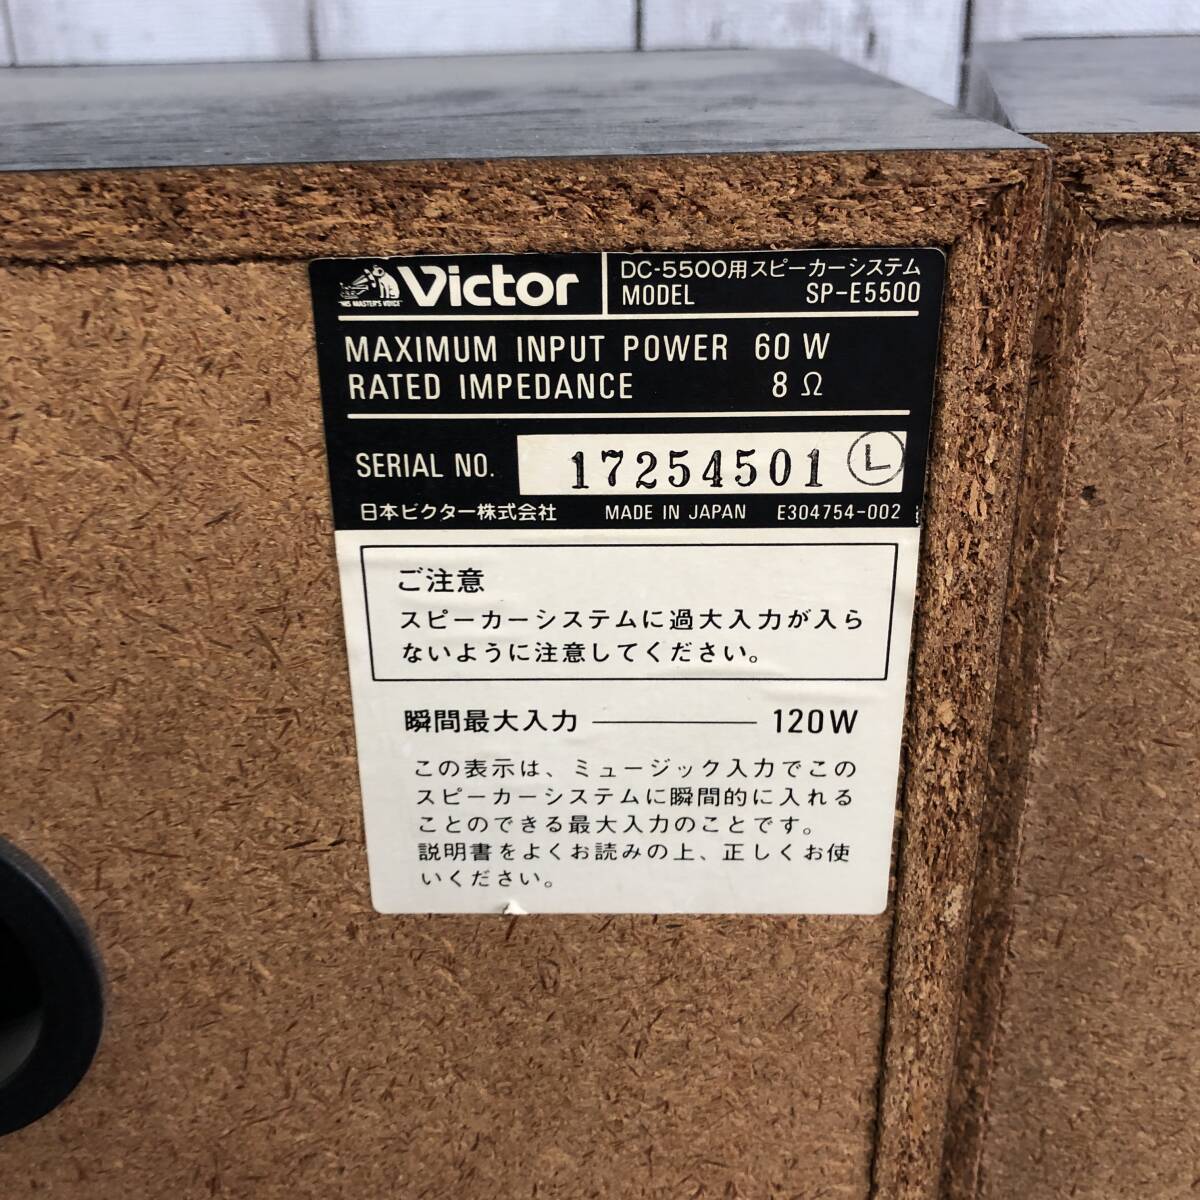 "HIS MASTER'S VOICE"
Victor
DC-5500用スピーカーシステム
MODEL SP-E5500
MAXIMUM INPUT POWER 60 W
RATED IMPEDANCE 8 Ω
SERIAL NO. 17254501 Ⓛ
日本ビクター株式会社 MADE IN JAPAN E304754-002
ご注意
スピーカーシステムに過大入力が入ら
ないように注意してください。
瞬間最大入力 ——— 120W
この表示は、ミュージック入力でこの
スピーカーシステムに瞬間的に入れる
ことのできる最大入力のことです。
説明書をよくお読みの上、正しくお使
いください。